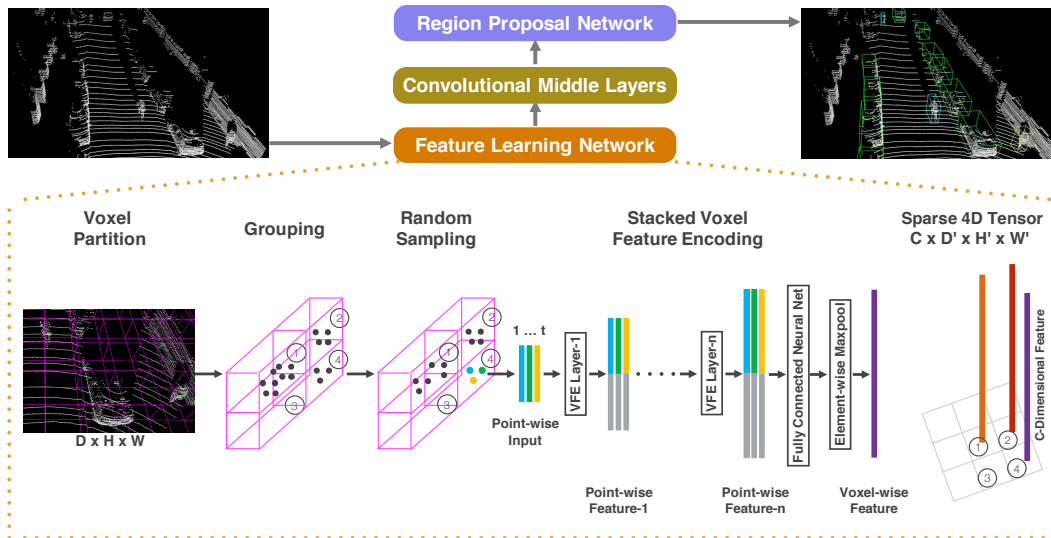 Region Proposal Network
Convolutional Middle Layers
Feature Learning Network
Voxel
Partition
Grouping
Random
Sampling
Stacked Voxel
Feature Encoding
Sparse 4D Tensor
C x D' x H' x W'
D x H x W
1
2
3
4
1
2
3
4
1 ... t
Point-wise
Input
VFE Layer-1
Point-wise
Feature-1
VFE Layer-n
Point-wise
Feature-n
Fully Connected Neural Net
Element-wise Maxpool
Voxel-wise
Feature
1
2
3
4
C-Dimensional Feature